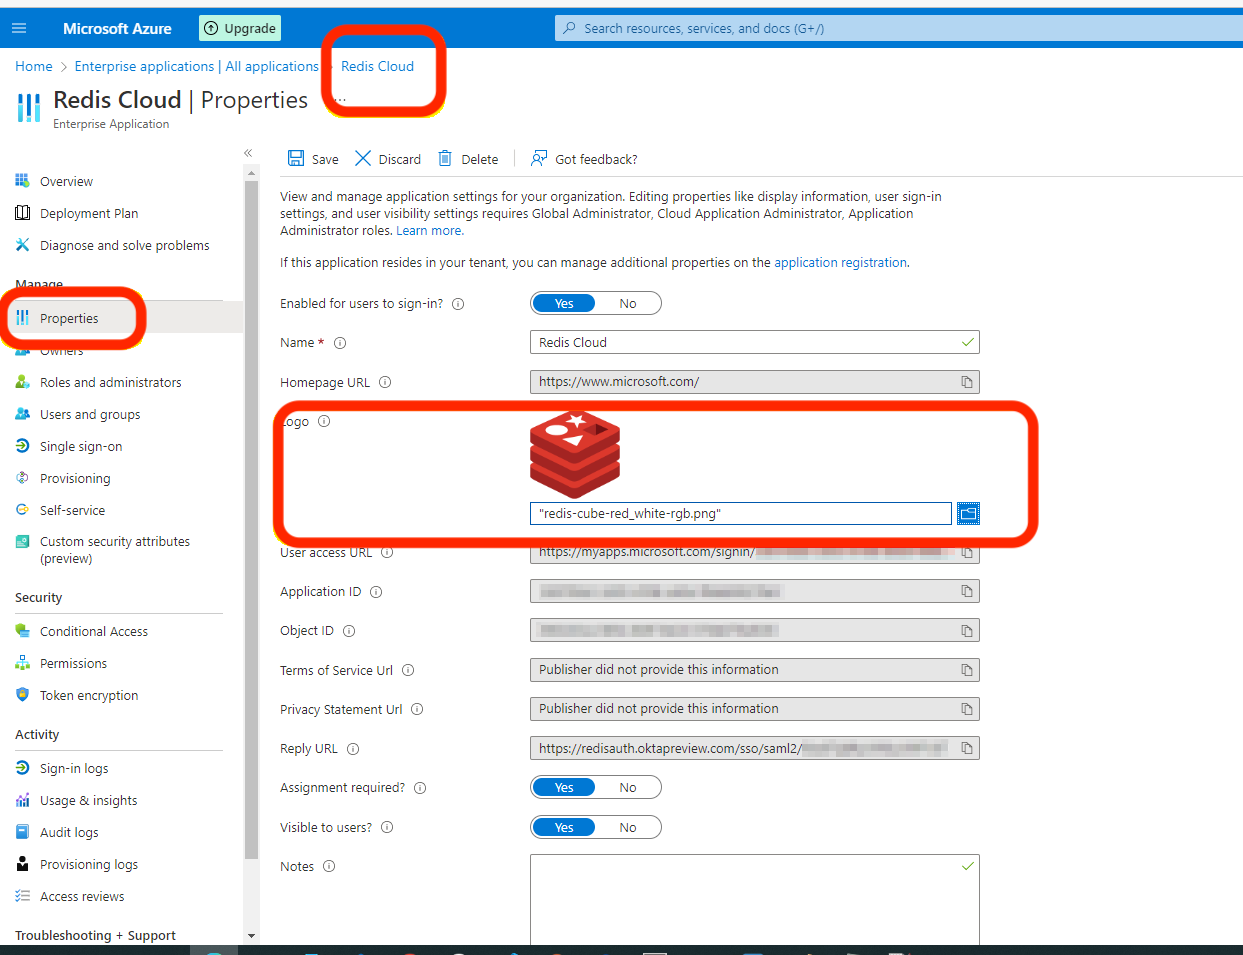 Microsoft Azure
Upgrade
Search resources, services, and docs (G+/)
Home > Enterprise applications | All applications > Redis Cloud
Redis Cloud | Properties ...
Enterprise Application
«
Overview
Deployment Plan
Diagnose and solve problems
Manage
Properties
Owners
Roles and administrators
Users and groups
Single sign-on
Provisioning
Self-service
Custom security attributes
(preview)
Security
Conditional Access
Permissions
Token encryption
Activity
Sign-in logs
Usage & insights
Audit logs
Provisioning logs
Access reviews
Troubleshooting + Support
Save Discard Delete Got feedback?
View and manage application settings for your organization. Editing properties like display information, user sign-in
settings, and user visibility settings requires Global Administrator, Cloud Application Administrator, Application
Administrator roles. Learn more.
If this application resides in your tenant, you can manage additional properties on the application registration.
Enabled for users to sign-in? Yes No
Name * Redis Cloud
Homepage URL https://www.microsoft.com/
Logo
"redis-cube-red_white-rgb.png"
User access URL https://myapps.microsoft.com/signin/
Application ID
Object ID
Terms of Service Url Publisher did not provide this information
Privacy Statement Url Publisher did not provide this information
Reply URL https://redisauth.oktapreview.com/sso/saml2/
Assignment required? Yes No
Visible to users? Yes No
Notes